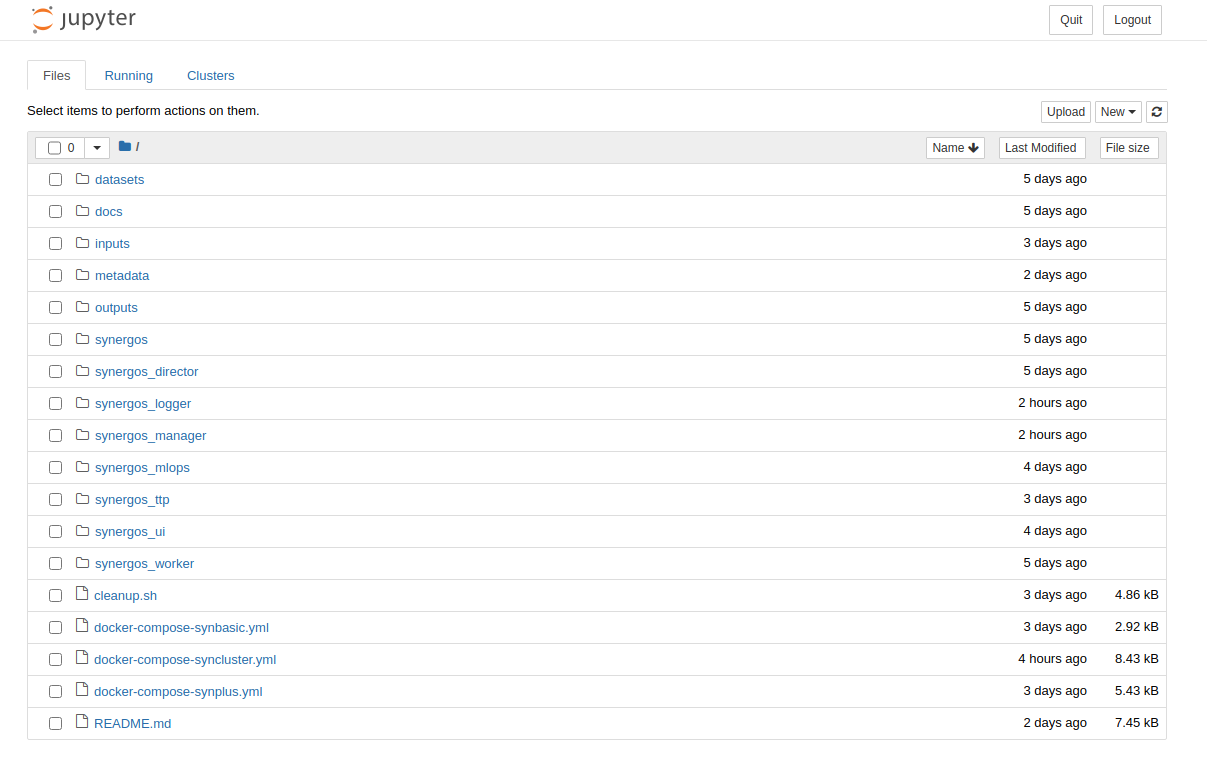 jupyter Quit Logout
Files Running Clusters
Select items to perform actions on them. Upload New
0 / Name Last Modified File size
datasets 5 days ago
docs 5 days ago
inputs 3 days ago
metadata 2 days ago
outputs 5 days ago
synergos 5 days ago
synergos_director 5 days ago
synergos_logger 2 hours ago
synergos_manager 2 hours ago
synergos_mlops 4 days ago
synergos_ttp 3 days ago
synergos_ui 4 days ago
synergos_worker 5 days ago
cleanup.sh 3 days ago 4.86 kB
docker-compose-synbasic.yml 3 days ago 2.92 kB
docker-compose-syncluster.yml 4 hours ago 8.43 kB
docker-compose-synplus.yml 3 days ago 5.43 kB
README.md 2 days ago 7.45 kB